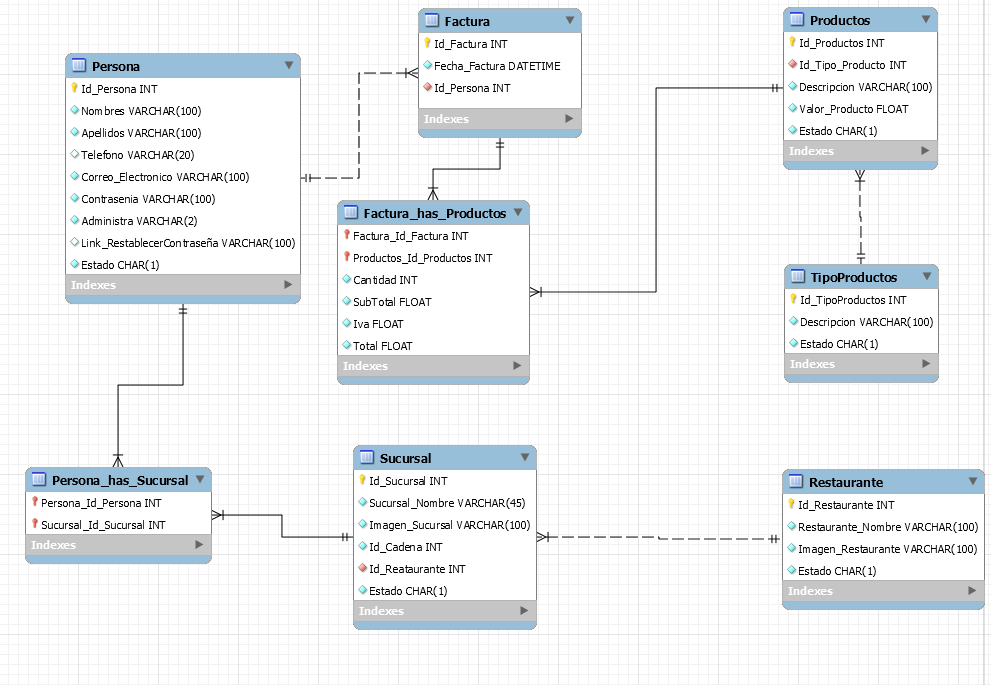 Persona
Id_Persona INT
Nombres VARCHAR(100)
Apellidos VARCHAR(100)
Telefono VARCHAR(20)
Correo_Electronico VARCHAR(100)
Contrasenia VARCHAR(100)
Administra VARCHAR(2)
Link_RestablecerContraseña VARCHAR(100)
Estado CHAR(1)
Indexes
Factura
Id_Factura INT
Fecha_Factura DATETIME
Id_Persona INT
Indexes
Productos
Id_Productos INT
Id_Tipo_Producto INT
Descripcion VARCHAR(100)
Valor_Producto FLOAT
Estado CHAR(1)
Indexes
Factura_has_Productos
Factura_Id_Factura INT
Productos_Id_Productos INT
Cantidad INT
SubTotal FLOAT
Iva FLOAT
Total FLOAT
Indexes
TipoProductos
Id_TipoProductos INT
Descripcion VARCHAR(100)
Estado CHAR(1)
Indexes
Persona_has_Sucursal
Persona_Id_Persona INT
Sucursal_Id_Sucursal INT
Indexes
Sucursal
Id_Sucursal INT
Sucursal_Nombre VARCHAR(45)
Imagen_Sucursal VARCHAR(100)
Id_Cadena INT
Id_Reataurante INT
Estado CHAR(1)
Indexes
Restaurante
Id_Restaurante INT
Restaurante_Nombre VARCHAR(100)
Imagen_Restaurante VARCHAR(100)
Estado CHAR(1)
Indexes